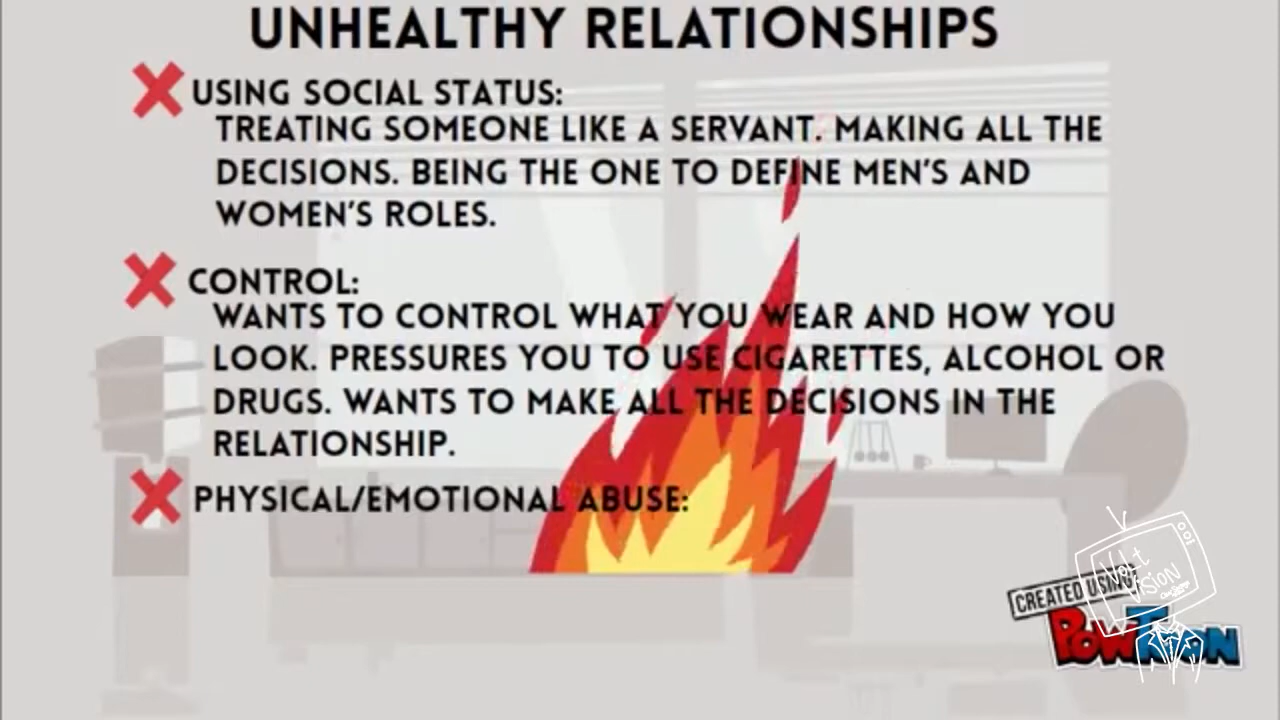 UNHEALTHY RELATIONSHIPS
USING SOCIAL STATUS:
TREATING SOMEONE LIKE A SERVANT. MAKING ALL THE
DECISIONS. BEING THE ONE TO DEFINE MEN'S AND
WOMEN'S ROLES.
CONTROL:
WANTS TO CONTROL WHAT YOU WEAR AND HOW YOU
LOOK. PRESSURES YOU TO USE CIGARETTES, ALCOHOL OR
DRUGS. WANTS TO MAKE ALL THE DECISIONS IN THE
RELATIONSHIP.
PHYSICAL/EMOTIONAL ABUSE:
Volt
Vision
CREATED USING
POWTOON